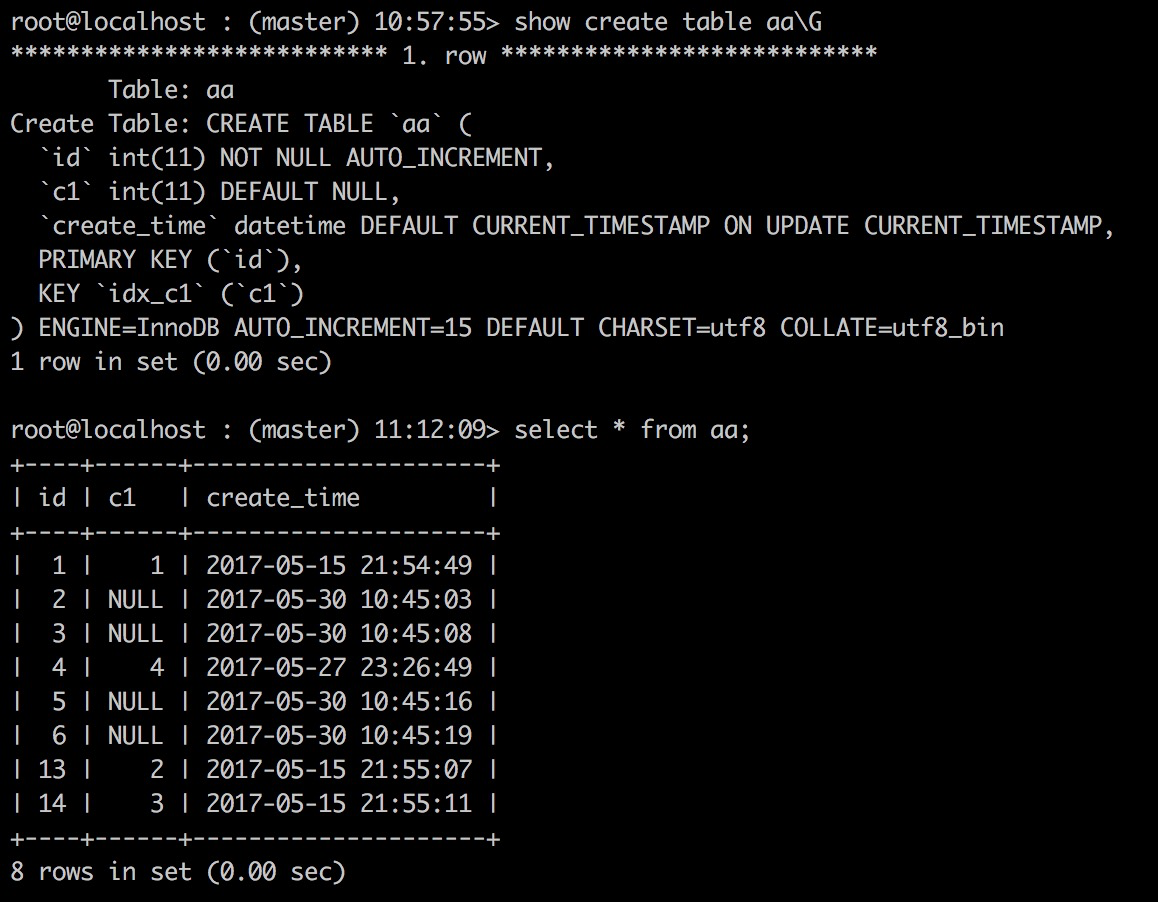 root@localhost : (master) 10:57:55> show create table aa\G
*************************** 1. row ***************************
       Table: aa
Create Table: CREATE TABLE `aa` (
  `id` int(11) NOT NULL AUTO_INCREMENT,
  `c1` int(11) DEFAULT NULL,
  `create_time` datetime DEFAULT CURRENT_TIMESTAMP ON UPDATE CURRENT_TIMESTAMP,
  PRIMARY KEY (`id`),
  KEY `idx_c1` (`c1`)
) ENGINE=InnoDB AUTO_INCREMENT=15 DEFAULT CHARSET=utf8 COLLATE=utf8_bin
1 row in set (0.00 sec)

root@localhost : (master) 11:12:09> select * from aa;
+----+------+---------------------+
| id | c1   | create_time         |
+----+------+---------------------+
|  1 |    1 | 2017-05-15 21:54:49 |
|  2 | NULL | 2017-05-30 10:45:03 |
|  3 | NULL | 2017-05-30 10:45:08 |
|  4 |    4 | 2017-05-27 23:26:49 |
|  5 | NULL | 2017-05-30 10:45:16 |
|  6 | NULL | 2017-05-30 10:45:19 |
| 13 |    2 | 2017-05-15 21:55:07 |
| 14 |    3 | 2017-05-15 21:55:11 |
+----+------+---------------------+
8 rows in set (0.00 sec)